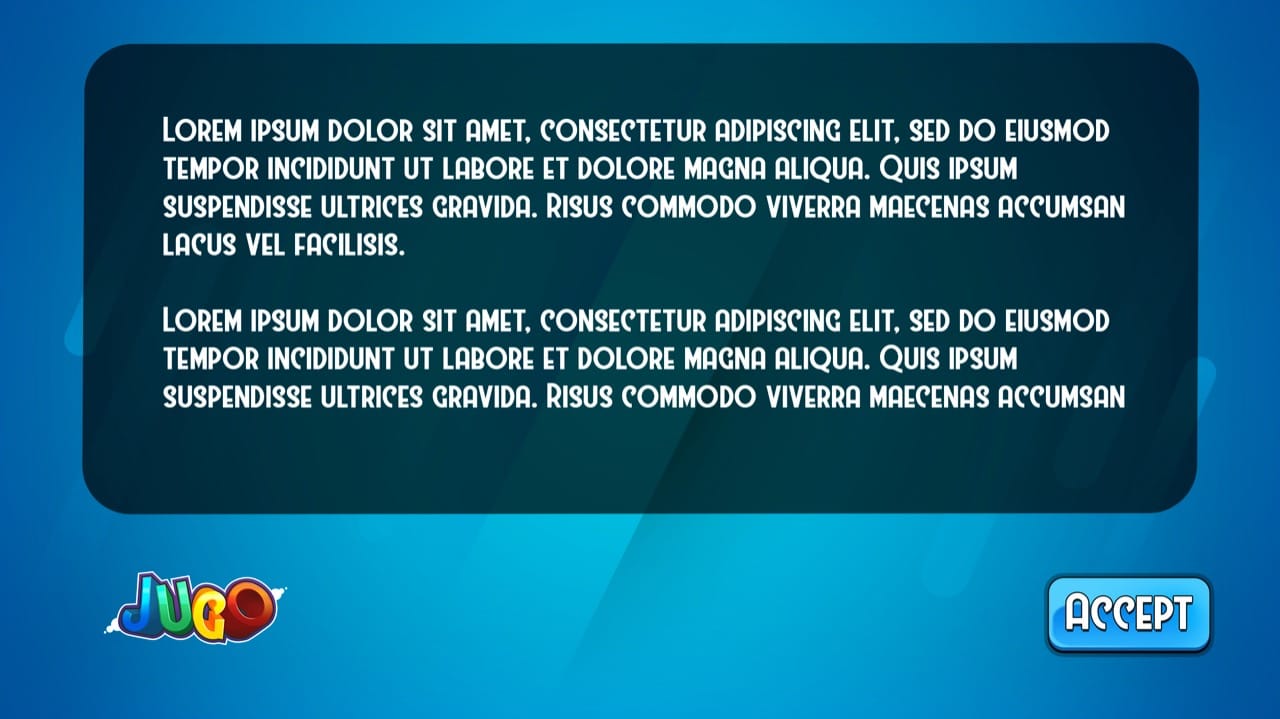 Lorem ipsum dolor sit amet, consectetur adipiscing elit, sed do eiusmod
tempor incididunt ut labore et dolore magna aliqua. Quis ipsum
suspendisse ultrices gravida. Risus commodo viverra maecenas accumsan
lacus vel facilisis.
Lorem ipsum dolor sit amet, consectetur adipiscing elit, sed do eiusmod
tempor incididunt ut labore et dolore magna aliqua. Quis ipsum
suspendisse ultrices gravida. Risus commodo viverra maecenas accumsan
JUGO
Accept